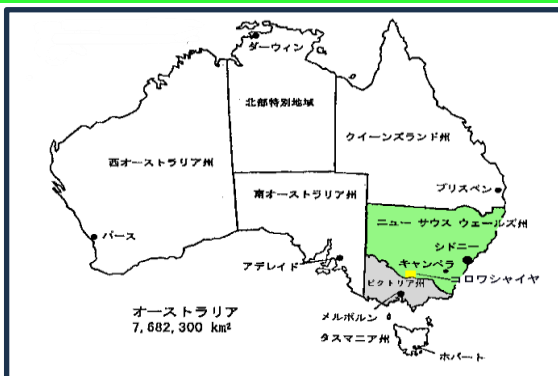 ダーウィン
北部特別地域
クイーンズランド州
西オーストラリア州
ブリスベン
南オーストラリア州
ニュー サウス ウェールズ州
パース
シドニー
アデレイド
キャンベラ
コロワシャイヤ
ビクトリア州
オーストラリア
7,682,300 km²
メルボルン
タスマニア州
ホバート